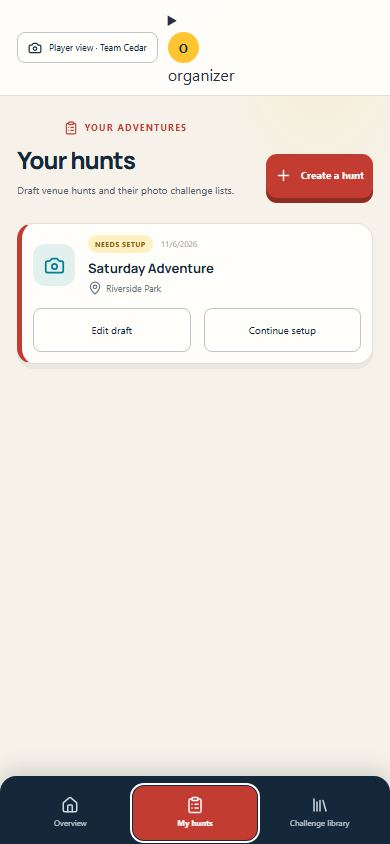 Player view · Team Cedar
O
organizer
YOUR ADVENTURES
Your hunts
Draft venue hunts and their photo challenge lists.
Create a hunt
NEEDS SETUP 11/6/2026
Saturday Adventure
Riverside Park
Edit draft
Continue setup
Overview
My hunts
Challenge library